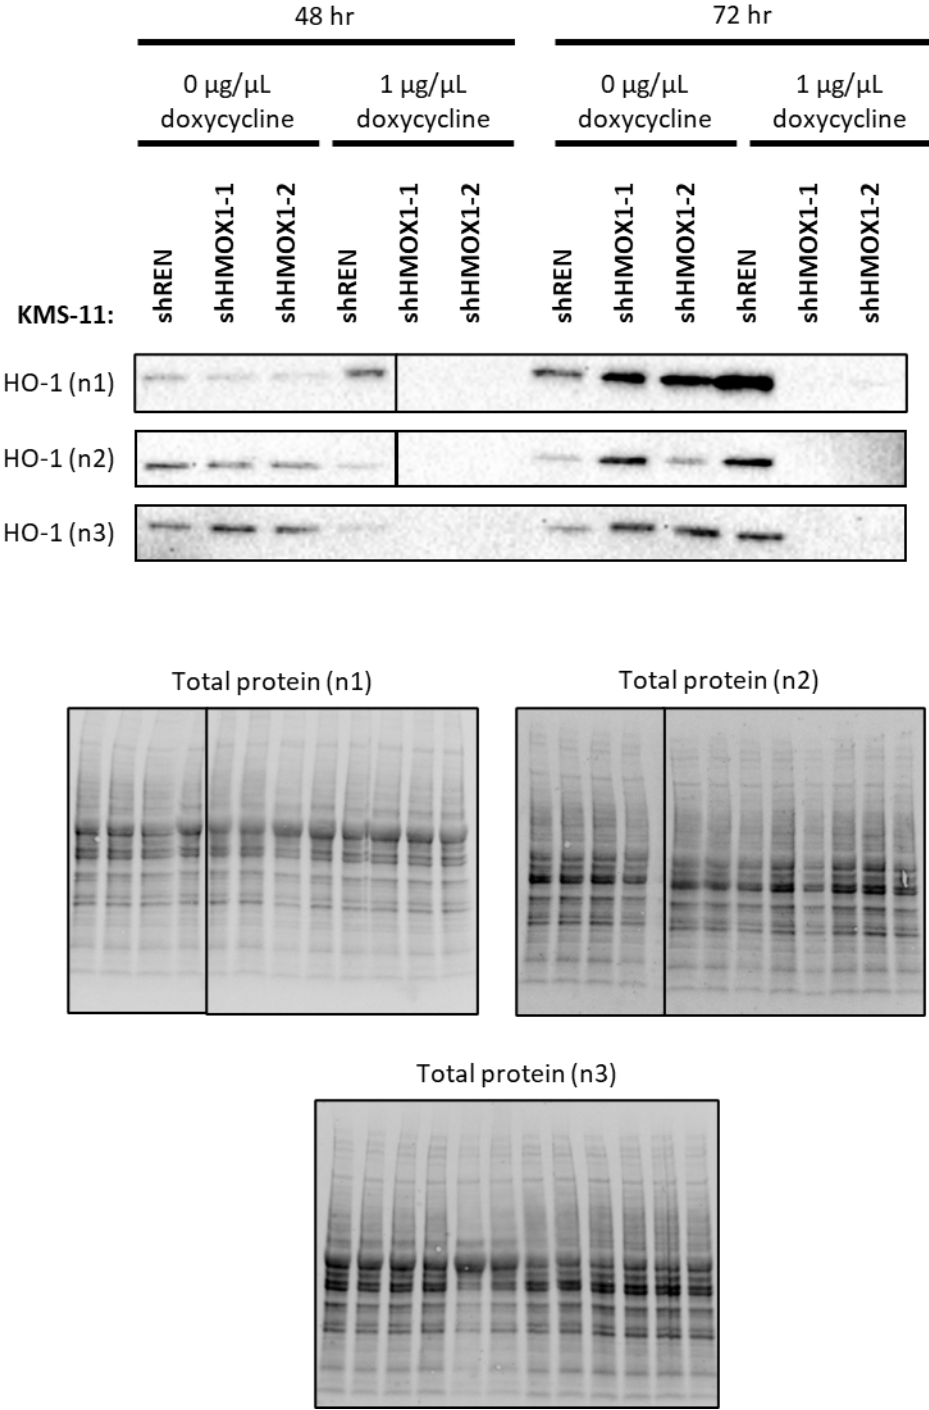 48 hr 72 hr
0 µg/µL 1 µg/µL 0 µg/µL 1 µg/µL
doxycycline doxycycline doxycycline doxycycline
shREN shHMOX1-1 shHMOX1-2 shREN shHMOX1-1 shHMOX1-2 shREN shHMOX1-1 shHMOX1-2 shREN shHMOX1-1 shHMOX1-2
KMS-11:
HO-1 (n1)
HO-1 (n2)
HO-1 (n3)
Total protein (n1) Total protein (n2)
Total protein (n3)